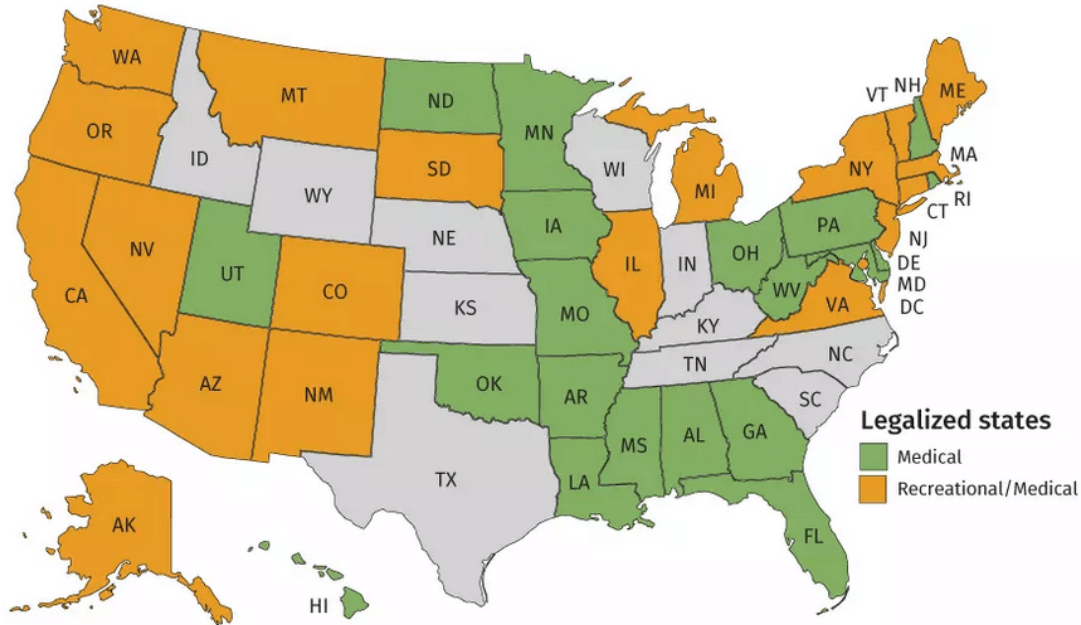 WA
MT
ND
MN
VT
NH
ME
OR
ID
SD
WI
MI
NY
MA
WY
RI
CT
NV
UT
CO
NE
IA
IL
IN
OH
PA
NJ
DE
MD
DC
CA
KS
MO
KY
WV
VA
AZ
NM
OK
AR
TN
NC
SC
TX
LA
MS
AL
GA
FL
AK
HI
Legalized states
Medical
Recreational/Medical